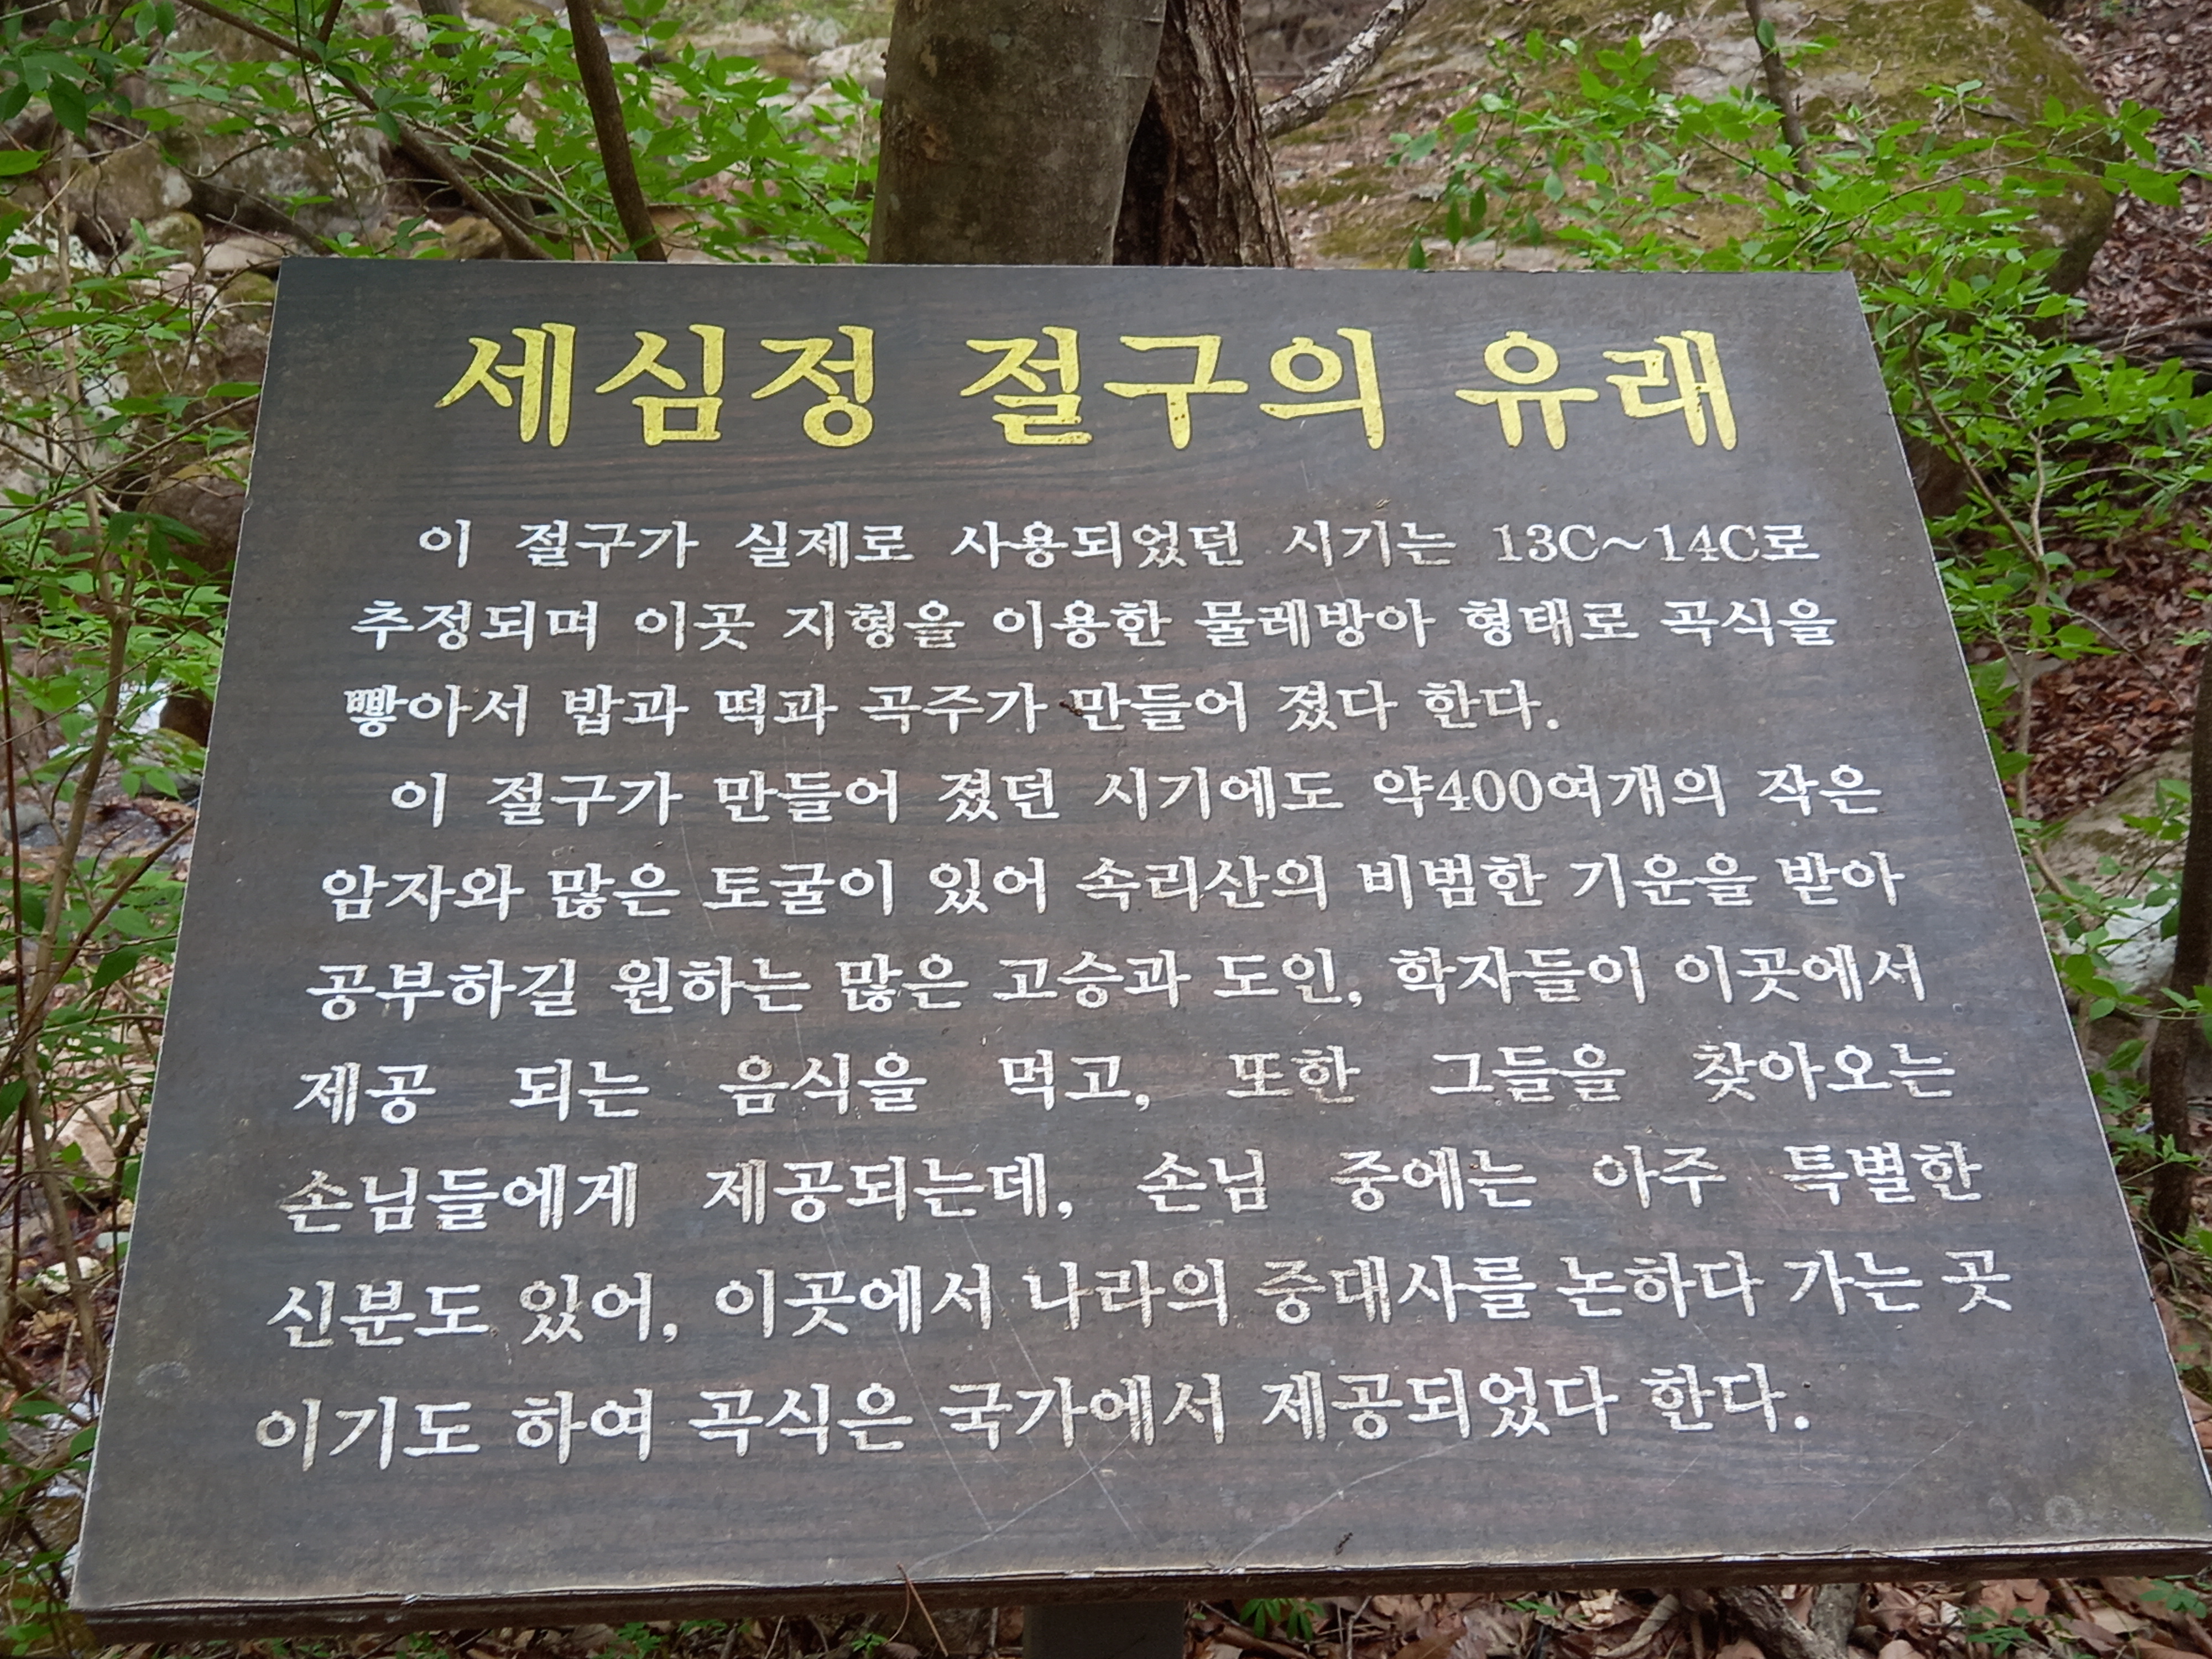 세심정 절구의 유래
이 절구가 실제로 사용되었던 시기는 13C~14C로
추정되며 이곳 지형을 이용한 물레방아 형태로 곡식을
빻아서 밥과 떡과 곡주가 만들어 졌다 한다.
이 절구가 만들어 졌던 시기에도 약400여개의 작은
암자와 많은 토굴이 있어 속리산의 비범한 기운을 받아
공부하길 원하는 많은 고승과 도인, 학자들이 이곳에서
제공 되는 음식을 먹고, 또한 그들을 찾아오는
손님들에게 제공되는데, 손님 중에는 아주 특별한
신분도 있어, 이곳에서 나라의 중대사를 논하다 가는 곳
이기도 하여 곡식은 국가에서 제공되었다 한다.